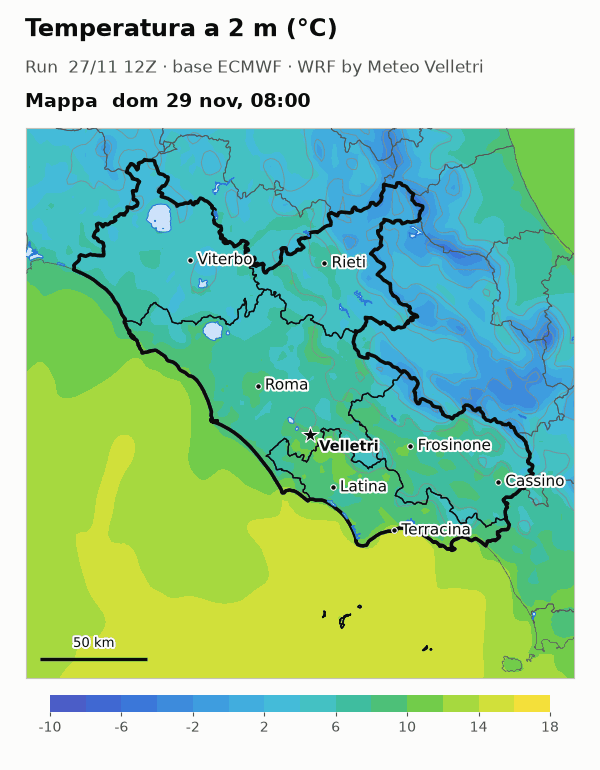 Temperatura a 2 m (°C)
Run  27/11 12Z · base ECMWF · WRF by Meteo Velletri
Mappa  dom 29 nov, 08:00
Viterbo
Rieti
Roma
Velletri
Frosinone
Latina
Cassino
Terracina
50 km
-10 -6 -2 2 6 10 14 18